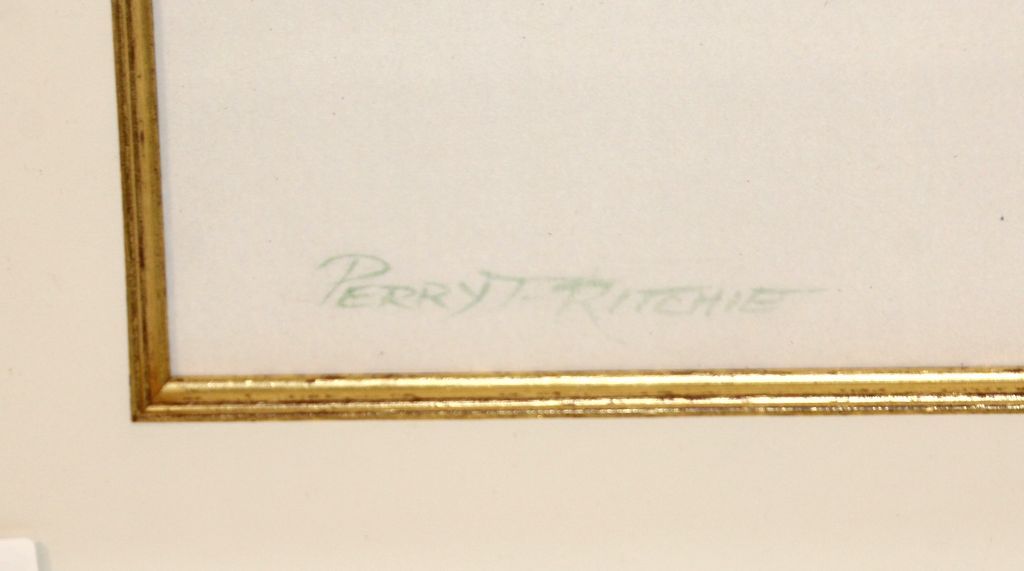 PERRY T. RITCHIE